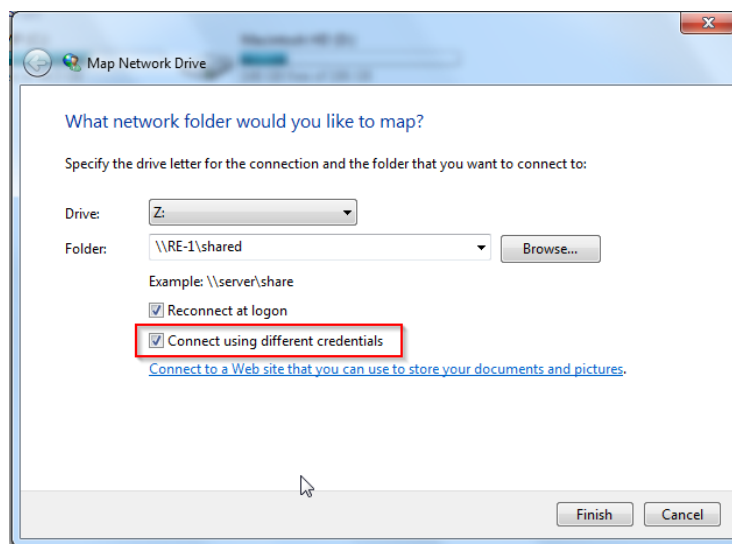 Map Network Drive
What network folder would you like to map?
Specify the drive letter for the connection and the folder that you want to connect to:
Drive: Z:
Folder: \\RE-1\shared Browse...
Example: \\server\share
Reconnect at logon
Connect using different credentials
Connect to a Web site that you can use to store your documents and pictures.
Finish Cancel